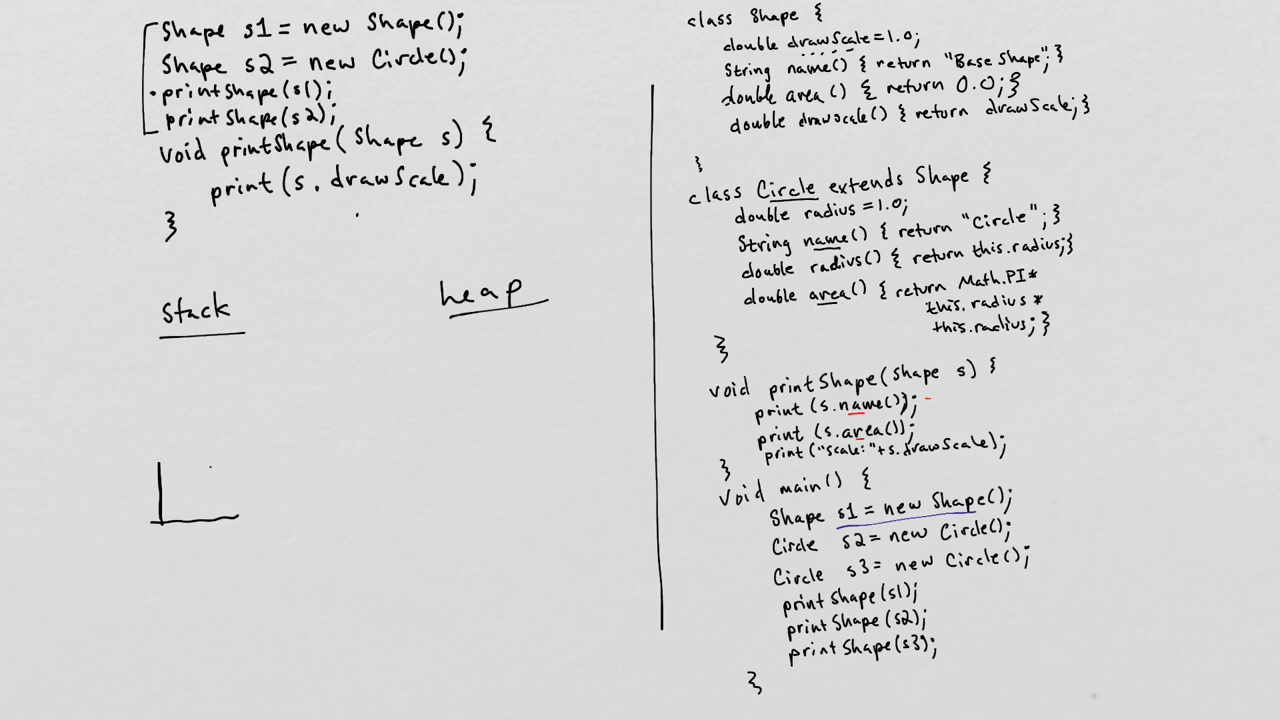 Shape s1 = new Shape();
Shape s2 = new Circle();
printShape(s1);
printShape(s2);
void printShape(Shape s) {
print(s.drawScale);
}
stack
heap
class Shape {
double drawScale=1.0;
String name() { return "Base Shape"; }
double area() { return 0.0; }
double drawscale() { return drawScale; }
}
class Circle extends Shape {
double radius = 1.0;
String name() { return "Circle"; }
double radius() { return this.radius; }
double area() { return Math.PI*
this.radius *
this.radius; }
}
void printShape(Shape s) {
print(s.name());
print(s.area());
print("scale:"+s.drawScale);
}
void main() {
Shape s1 = new Shape();
Circle s2 = new Circle();
Circle s3 = new Circle();
printShape(s1);
printShape(s2);
printShape(s3);
}